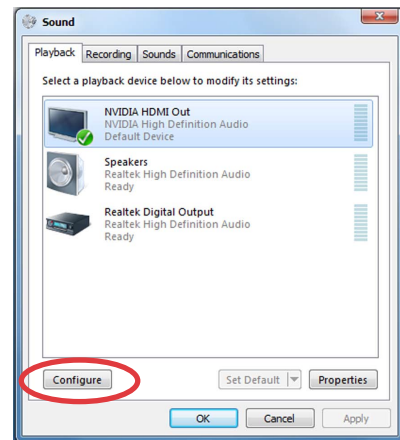 Sound
Playback Recording Sounds Communications
Select a playback device below to modify its settings:
NVIDIA HDMI Out
NVIDIA High Definition Audio
Default Device
Speakers
Realtek High Definition Audio
Ready
Realtek Digital Output
Realtek High Definition Audio
Ready
Configure Set Default Properties
OK Cancel Apply